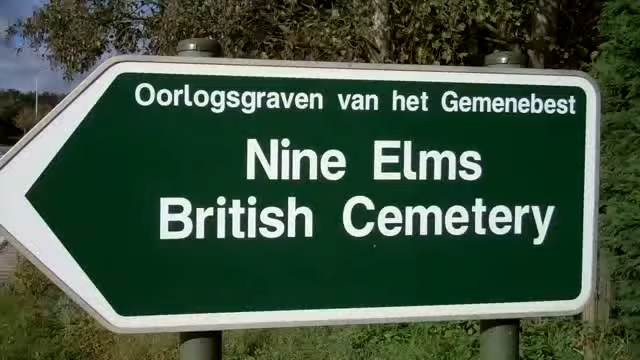 Oorlogsgraven van het Gemenebest
Nine Elms
British Cemetery